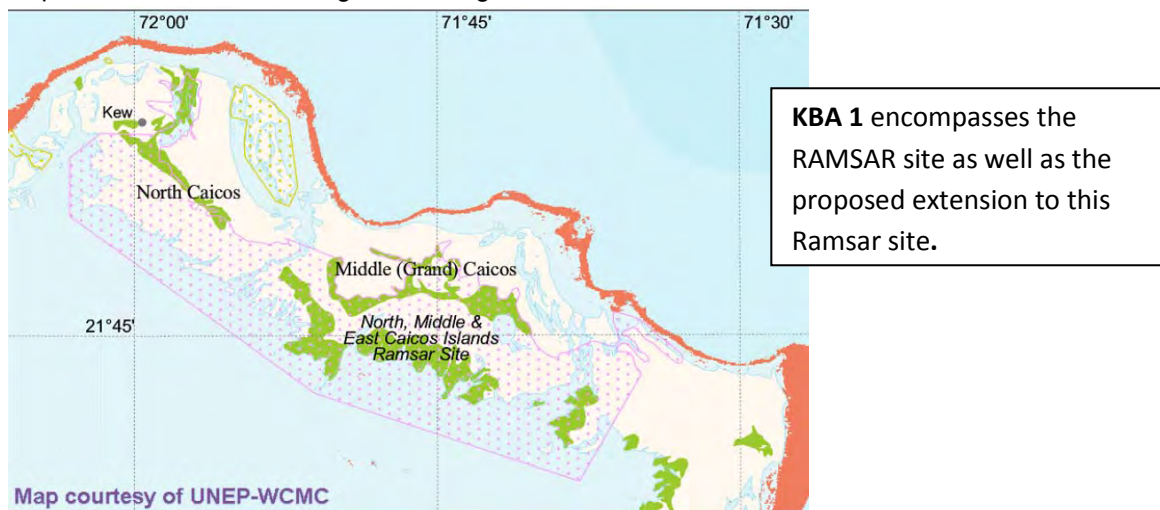 72°00'
71°45'
71°30'
Kew
North Caicos
Middle (Grand) Caicos
21°45'
North, Middle &
East Caicos Islands
Ramsar Site
Map courtesy of UNEP-WCMC
KBA 1 encompasses the
RAMSAR site as well as the
proposed extension to this
Ramsar site.